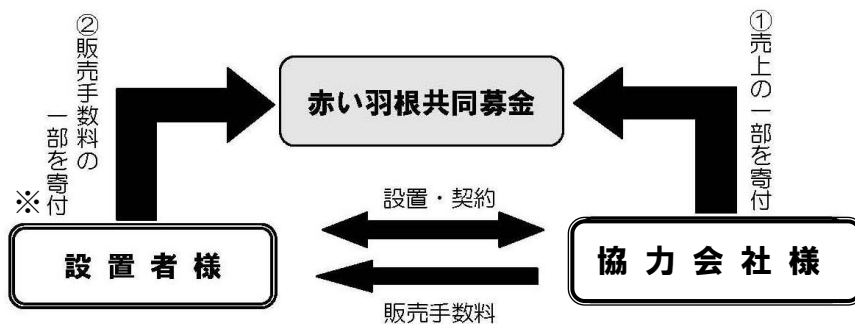 ②販売手数料の
一部を寄付
※
赤い羽根共同募金
①売上の一部を寄付
設置・契約
設置者様
協力会社様
販売手数料